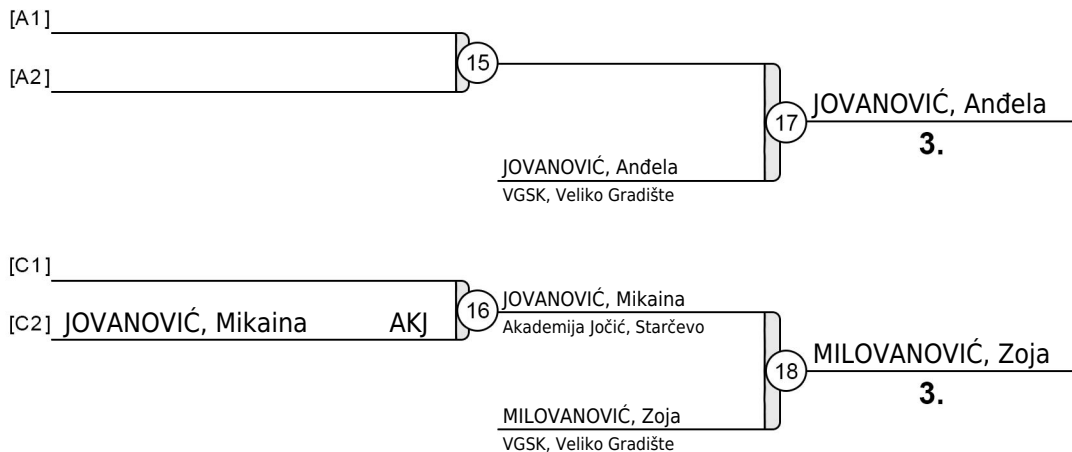 [A1]
[A2]
15
17
JOVANOVIĆ, Anđela
3.
JOVANOVIĆ, Anđela
VGSK, Veliko Gradište
[C1]
[C2] JOVANOVIĆ, Mikaina AKJ
16
JOVANOVIĆ, Mikaina
Akademija Jočić, Starčevo
18
MILOVANOVIĆ, Zoja
3.
MILOVANOVIĆ, Zoja
VGSK, Veliko Gradište